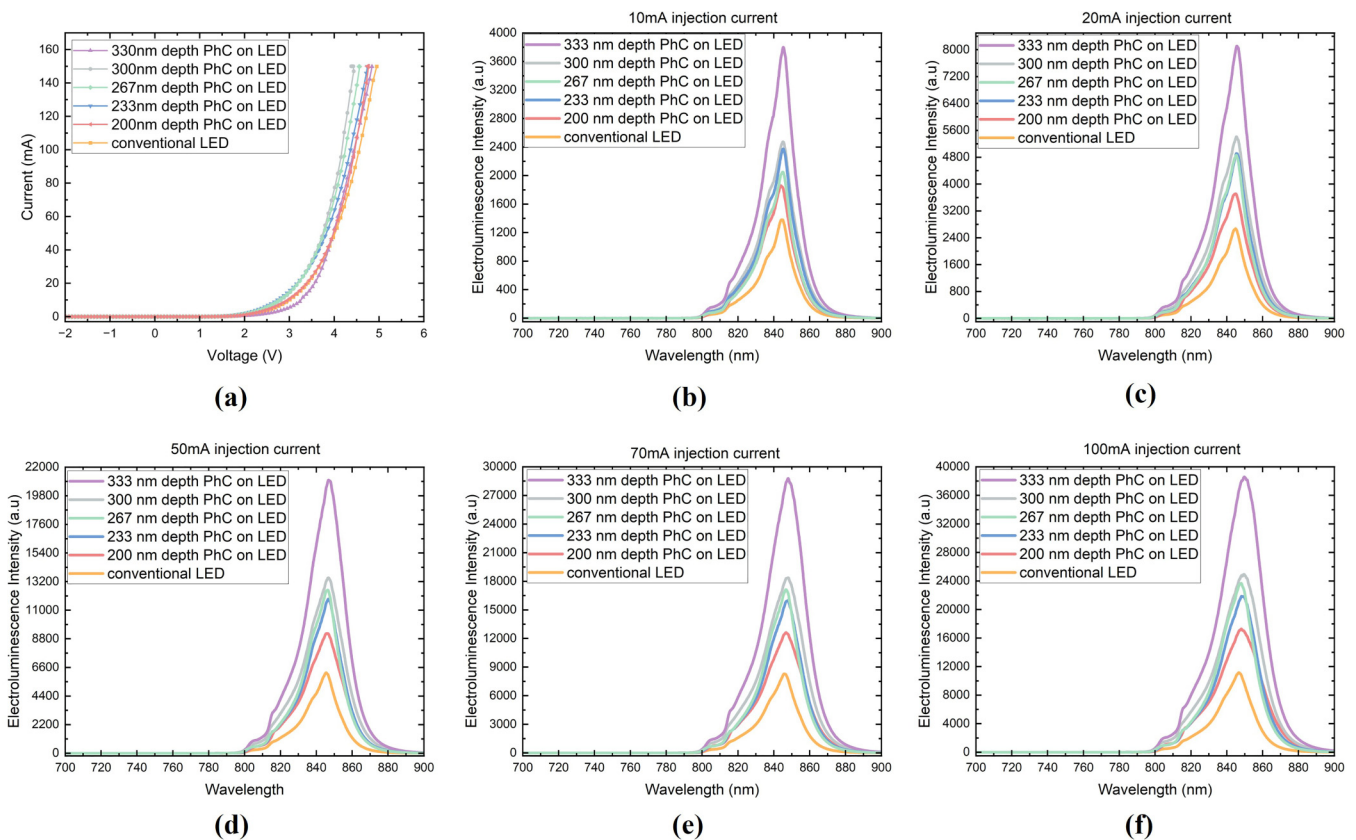 330nm depth PhC on LED
300nm depth PhC on LED
267nm depth PhC on LED
233nm depth PhC on LED
200nm depth PhC on LED
conventional LED
160
140
120
100
80
60
40
20
0
Current (mA)
−2 −1 0 1 2 3 4 5 6
Voltage (V)
(a)
10mA injection current
333 nm depth PhC on LED
300 nm depth PhC on LED
267 nm depth PhC on LED
233 nm depth PhC on LED
200 nm depth PhC on LED
conventional LED
4000
3600
3200
2800
2400
2000
1600
1200
800
400
0
Electroluminescence Intensity (a.u)
700 720 740 760 780 800 820 840 860 880 900
Wavelength (nm)
(b)
20mA injection current
333 nm depth PhC on LED
300 nm depth PhC on LED
267 nm depth PhC on LED
233 nm depth PhC on LED
200 nm depth PhC on LED
conventional LED
8000
7200
6400
5600
4800
4000
3200
2400
1600
800
0
Electroluminescence Intensity (a.u)
700 720 740 760 780 800 820 840 860 880 900
Wavelength (nm)
(c)
50mA injection current
333 nm depth PhC on LED
300 nm depth PhC on LED
267 nm depth PhC on LED
233 nm depth PhC on LED
200 nm depth PhC on LED
conventional LED
22000
19800
17600
15400
13200
11000
8800
6600
4400
2200
0
Electroluminescence Intensity (a.u)
700 720 740 760 780 800 820 840 860 880 900
Wavelength
(d)
70mA injection current
333 nm depth PhC on LED
300 nm depth PhC on LED
267 nm depth PhC on LED
233 nm depth PhC on LED
200 nm depth PhC on LED
conventional LED
30000
27000
24000
21000
18000
15000
12000
9000
6000
3000
0
Electroluminescence Intensity (a.u)
700 720 740 760 780 800 820 840 860 880 900
Wavelength (nm)
(e)
100mA injection current
333 nm depth PhC on LED
300 nm depth PhC on LED
267 nm depth PhC on LED
233 nm depth PhC on LED
200 nm depth PhC on LED
conventional LED
40000
36000
32000
28000
24000
20000
16000
12000
8000
4000
0
Electroluminescence Intensity (a.u)
700 720 740 760 780 800 820 840 860 880 900
Wavelength (nm)
(f)